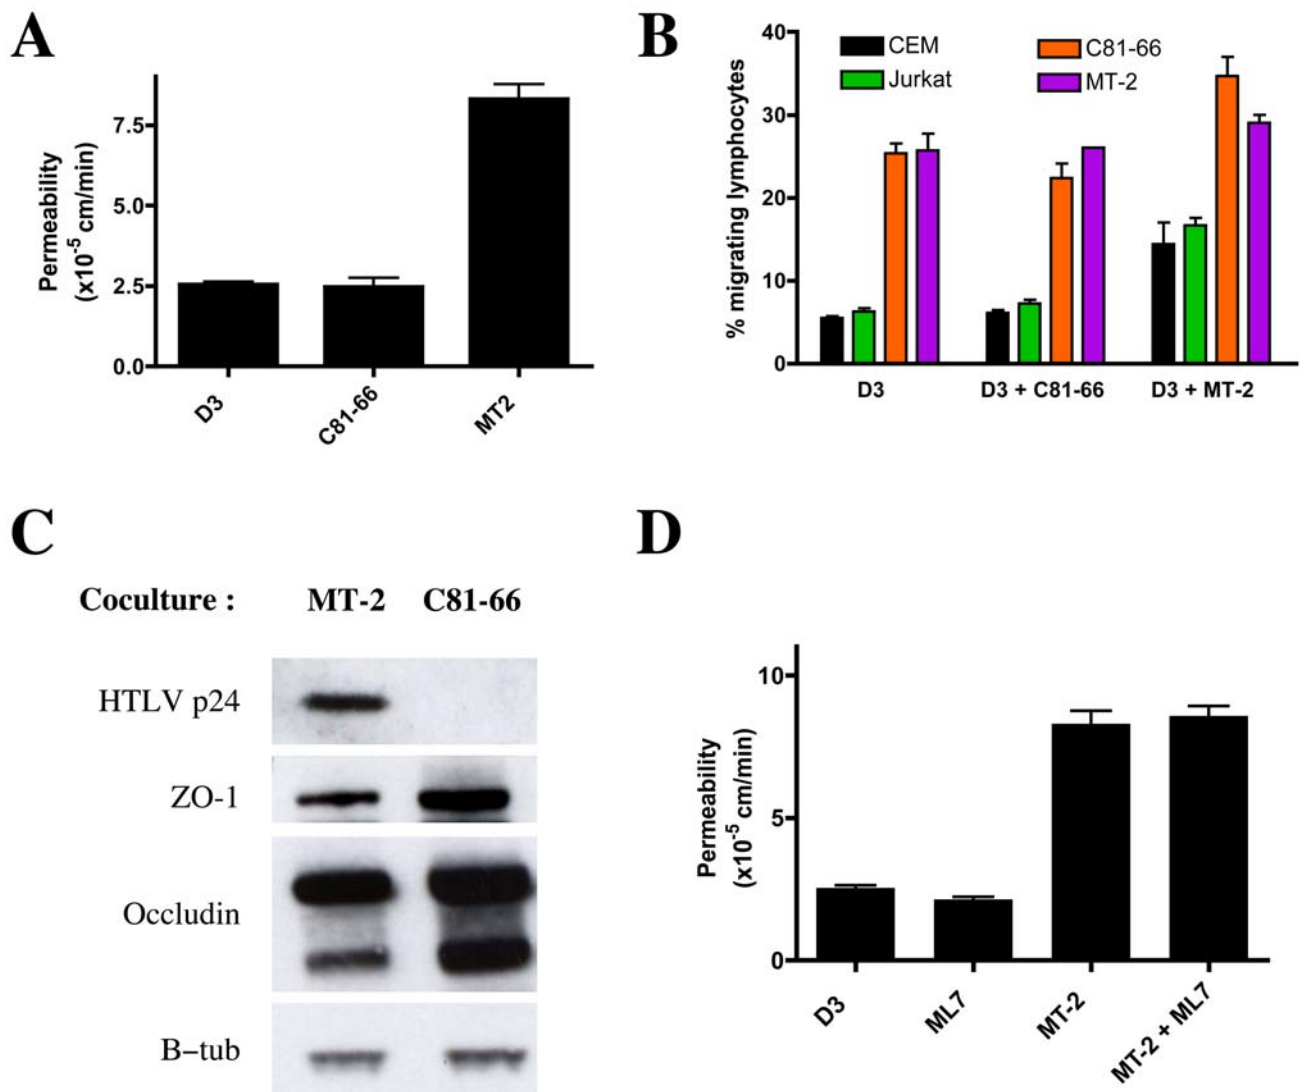 A
Permeability
(x10-5 cm/min)
7.5
5.0
2.5
0.0
D3
C81-66
MT2
B
% migrating lymphocytes
40
30
20
10
0
CEM
Jurkat
C81-66
MT-2
D3
D3 + C81-66
D3 + MT-2
C
Coculture :
MT-2
C81-66
HTLV p24
ZO-1
Occludin
B-tub
D
Permeability
(x10-5 cm/min)
10
5
0
D3
ML7
MT-2
MT-2 + ML7